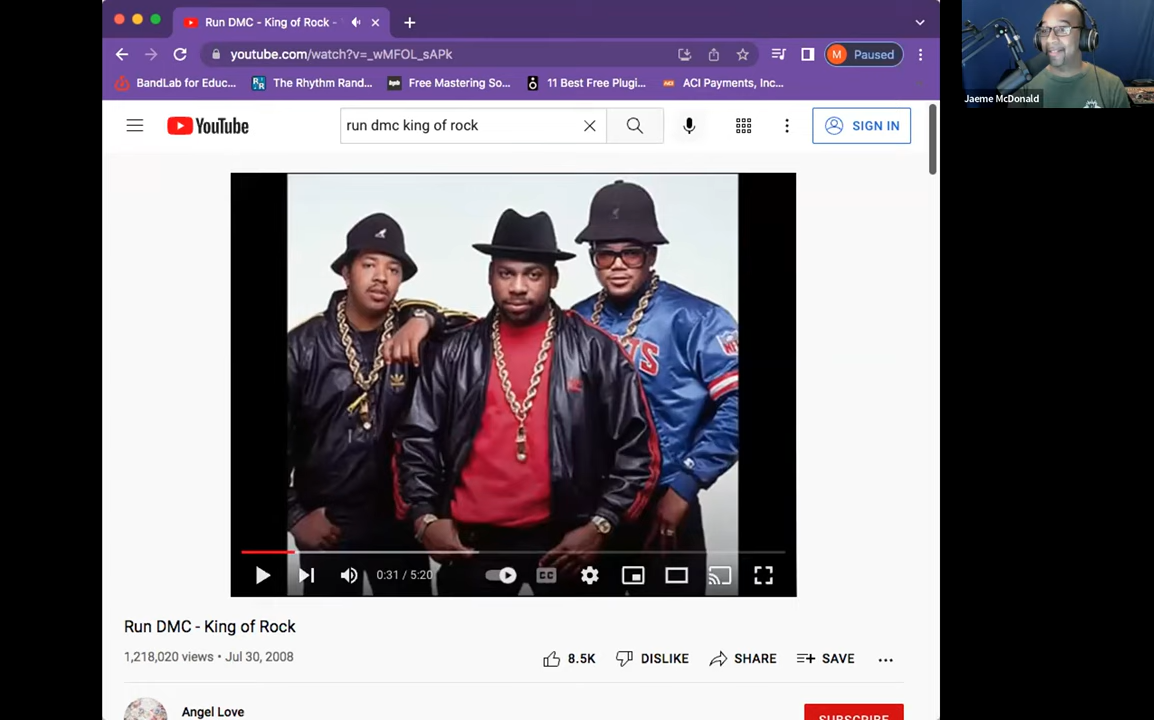 Run DMC - King of Rock -
youtube.com/watch?v=_wMFOL_sAPk
M Paused
BandLab for Educ...
The Rhythm Rand...
Free Mastering So...
11 Best Free Plugi...
ACI Payments, Inc...
YouTube
run dmc king of rock
SIGN IN
Jaeme McDonald
NFL
0:31 / 5:20
CC
Run DMC - King of Rock
1,218,020 views • Jul 30, 2008
8.5K
DISLIKE
SHARE
SAVE
Angel Love
SUBSCRIBE